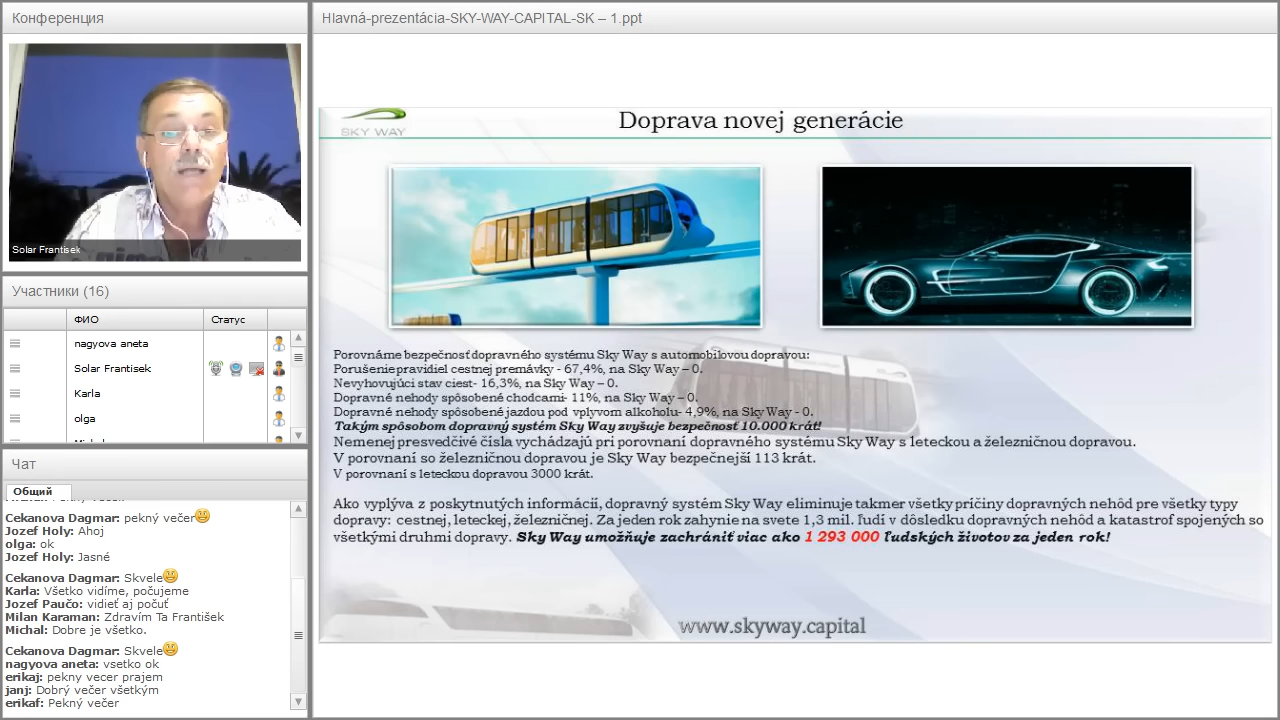 Конференция
Solar Frantisek
Участники (16)
ФИО Статус
nagyova aneta
Solar Frantisek
Karla
olga
Чат
Общий
Cekanova Dagmar: pekný večer
Jozef Holy: Ahoj
olga: ok
Jozef Holy: Jasné
Cekanova Dagmar: Skvele
Karla: Všetko vidíme, počujeme
Jozef Paučo: vidieť aj počuť
Milan Karaman: Zdravím Ta František
Michal: Dobre je všetko.
Cekanova Dagmar: Skvele
nagyova aneta: vsetko ok
erikaj: pekny vecer prajem
janj: Dobrý večer všetkým
erikaf: Pekný večer
Hlavná-prezentácia-SKY-WAY-CAPITAL-SK – 1.ppt
SKY WAY
Doprava novej generácie
Porovnáme bezpečnosť dopravného systému Sky Way s automobilovou dopravou:
Porušenie pravidiel cestnej premávky - 67,4%, na Sky Way – 0.
Nevyhovujúci stav ciest- 16,3%, na Sky Way – 0.
Dopravné nehody spôsobené chodcami- 11%, na Sky Way – 0.
Dopravné nehody spôsobené jazdou pod vplyvom alkoholu- 4,9%, na Sky Way - 0.
Takým spôsobom dopravný systém Sky Way zvyšuje bezpečnosť 10.000 krát!
Nemenej presvedčivé čísla vychádzajú pri porovnaní dopravného systému Sky Way s leteckou a železničnou dopravou.
V porovnaní so železničnou dopravou je Sky Way bezpečnejší 113 krát.
V porovnaní s leteckou dopravou 3000 krát.
Ako vyplýva z poskytnutých informácií, dopravný systém Sky Way eliminuje takmer všetky príčiny dopravných nehôd pre všetky typy
dopravy: cestnej, leteckej, železničnej. Za jeden rok zahynie na svete 1,3 mil. ľudí v dôsledku dopravných nehôd a katastrof spojených so
všetkými druhmi dopravy. Sky Way umožňuje zachrániť viac ako 1 293 000 ľudských životov za jeden rok!
www.skyway.capital